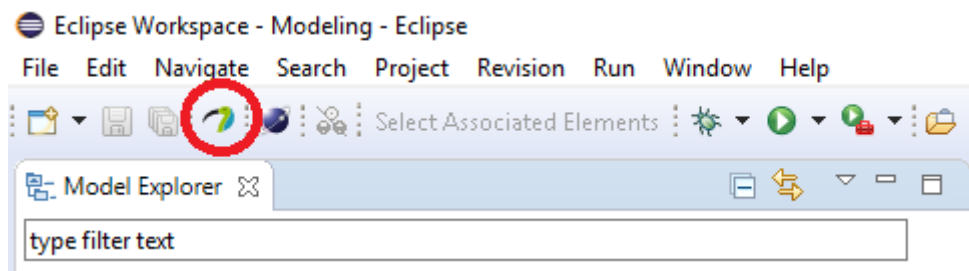 Eclipse Workspace - Modeling - Eclipse
File Edit Navigate Search Project Revision Run Window Help
Select Associated Elements
Model Explorer
type filter text